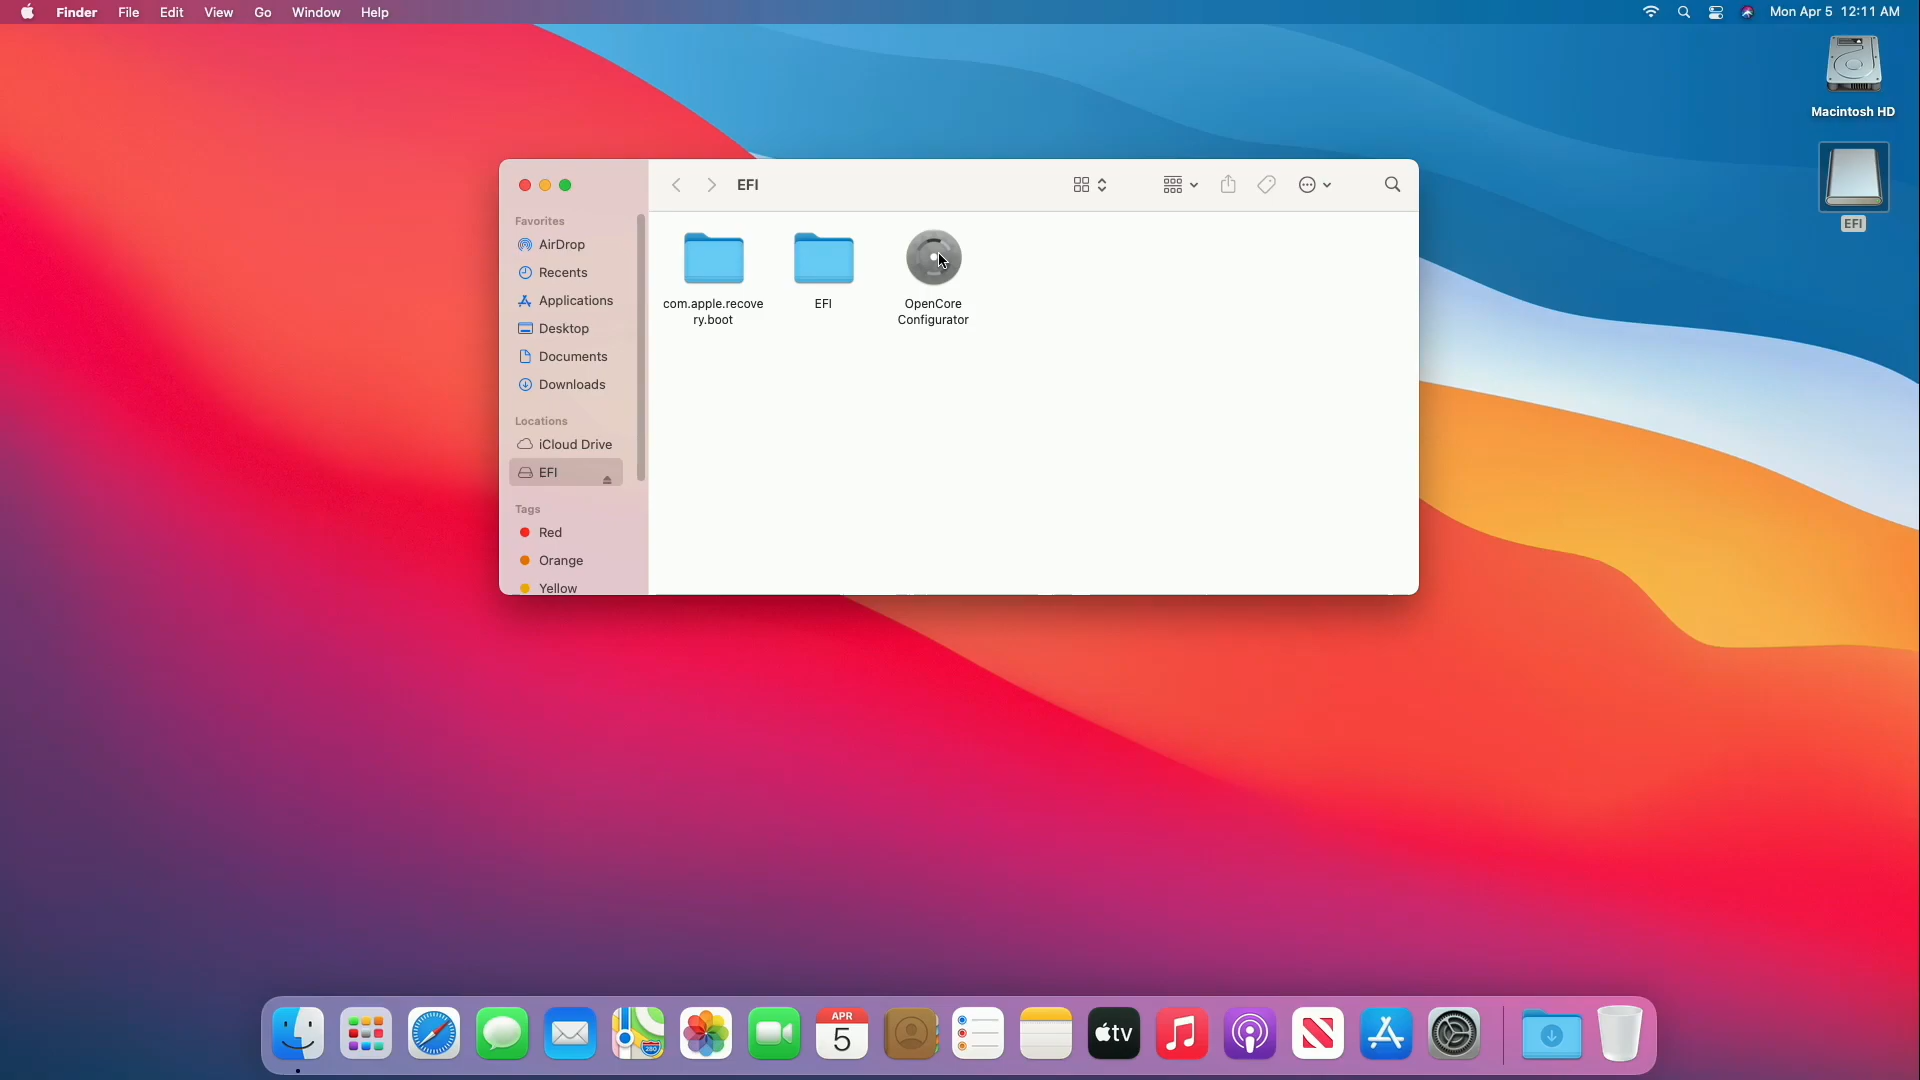 Finder File Edit View Go Window Help
Mon Apr 5 12:11 AM
Macintosh HD
EFI
EFI
Favorites
AirDrop
Recents
Applications
Desktop
Documents
Downloads
Locations
iCloud Drive
EFI
Tags
Red
Orange
Yellow
com.apple.recove
ry.boot
EFI
OpenCore
Configurator
280
APR
5
tv